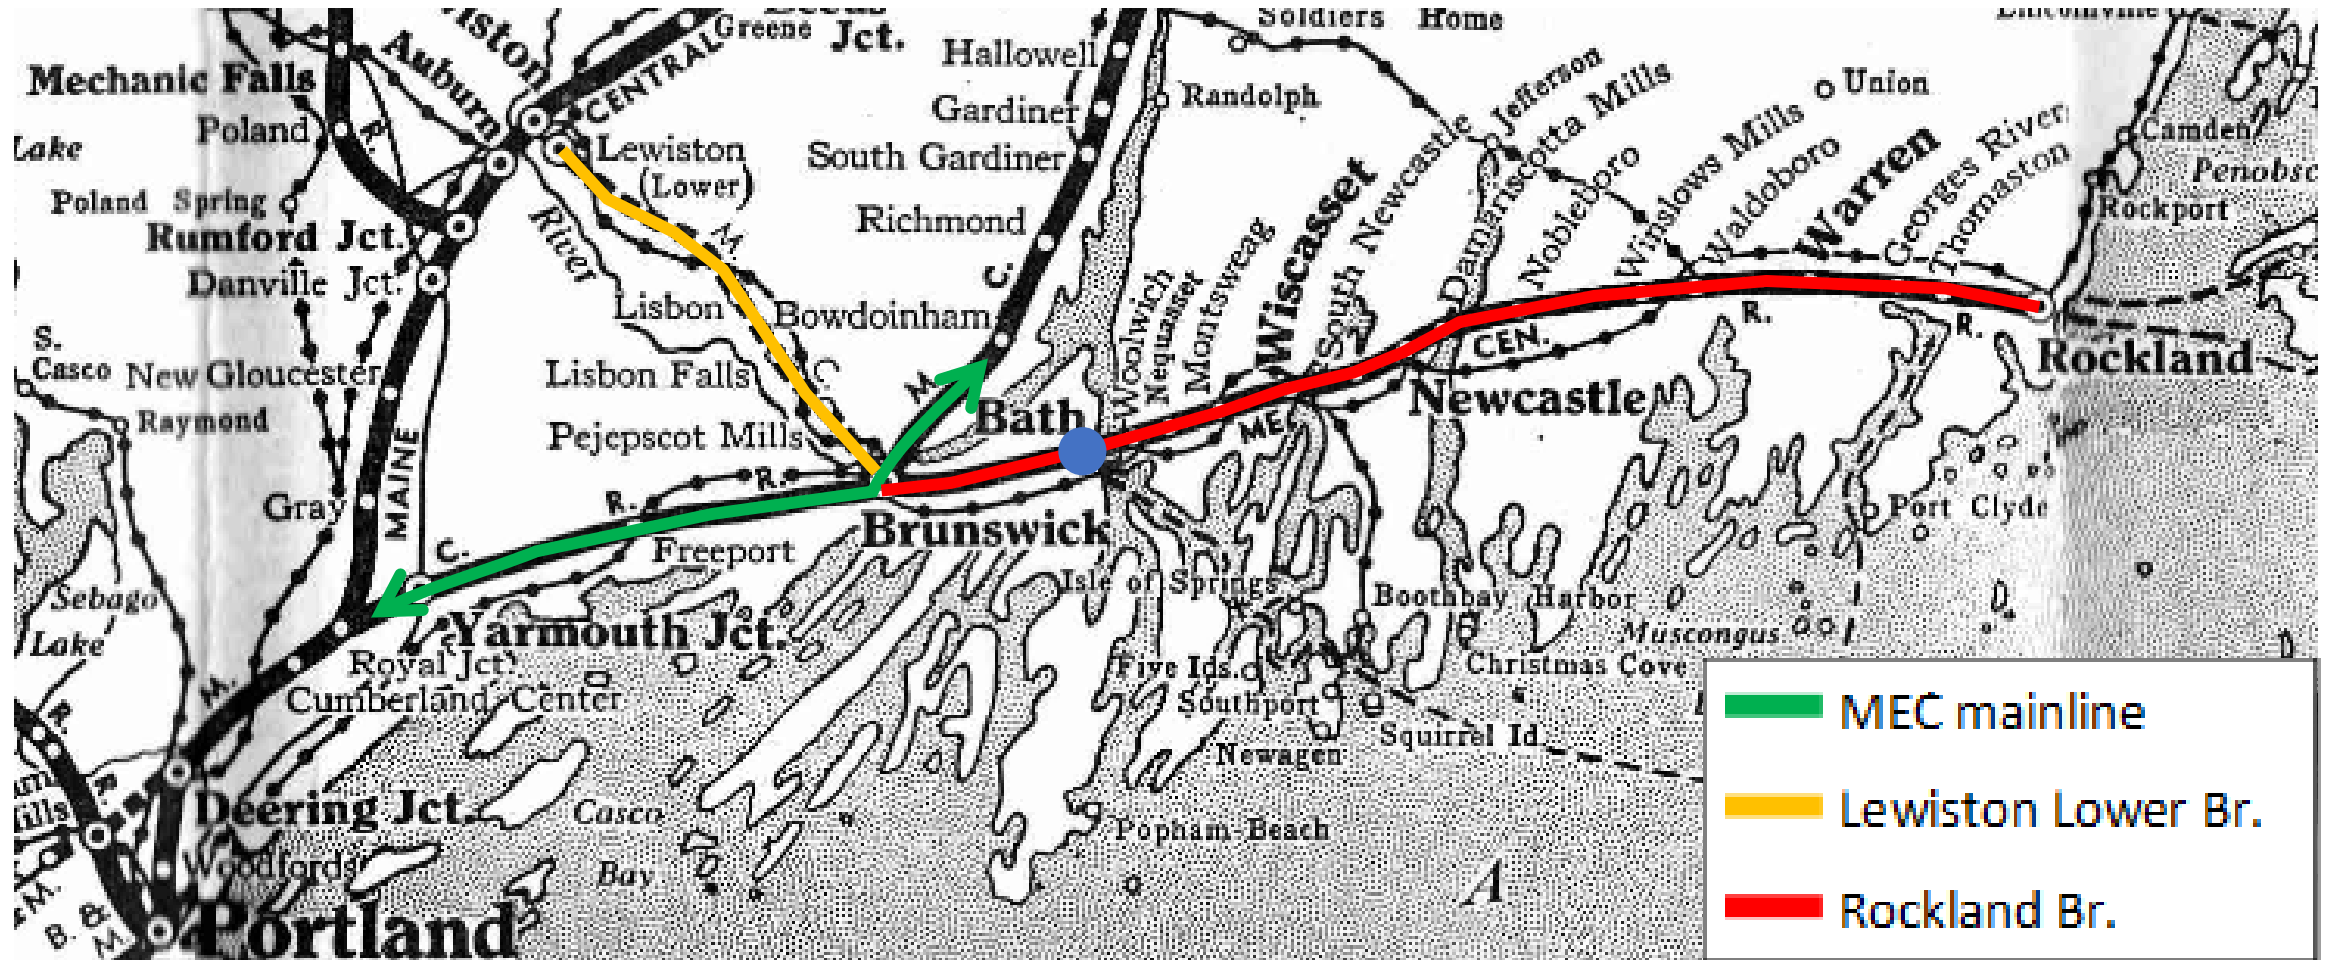 Soldiers Home
Greene Jct.
Hallowell
Auburn
CENTRAL
Jefferson
Union
Mechanic Falls
Gardiner
Randolph
Damariscotta Mills
Poland
R.
Lewiston
(Lower)
South Gardiner
Winslows Mills
Camden
Lake
Newcastle
Nobleboro
Waldoboro
Warren
Georges River
Thomaston
Poland Spring
River
Richmond
Rockport
Rumford Jct.
M.
Danville Jct.
C.
Woolwich
Nequasset
Montsweag
Wiscasset
South Newcastle
Lisbon
Bowdoinham
R.
R.
S.
Casco
New Gloucester
Lisbon Falls
C.
M.
CEN.
Rockland
Raymond
Bath
Newcastle
Pejepscot Mills
MAINE
R.
R.
Gray
Brunswick
Port Clyde
C.
Freeport
Isle of Springs
Boothbay Harbor
Sebago
Lake
Yarmouth Jct.
Muscongus
Royal Jct.
Five Ids.
Christmas Cove
Cumberland Center
Southport
M.
R.
Newagen
Squirrel Id.
MEC mainline
Deering Jct.
Casco
Bay
Popham Beach
Lewiston Lower Br.
Woodfords
A
M.
B. &
M.
Portland
Rockland Br.